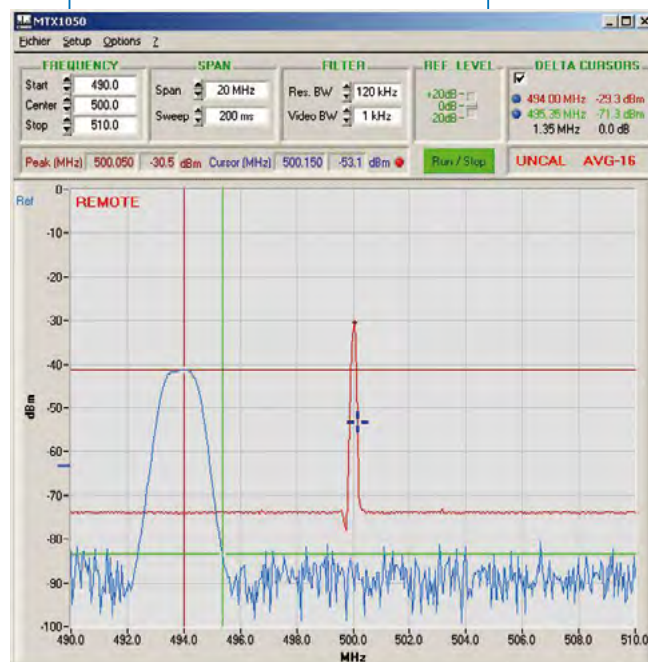 MTX1050
Fichier Setup Options ?
FREQUENCY
Start 490.0
Center 500.0
Stop 510.0
SPAN
Span 20 MHz
Sweep 200 ms
FILTER
Res. BW 120 kHz
Video BW 1 kHz
REF. LEVEL
+20dB
0dB
-20dB
DELTA CURSORS
494.00 MHz -29.3 dBm
495.35 MHz -71.3 dBm
1.35 MHz 0.0 dB
Peak (MHz) 500.050 -30.5 dBm Cursor (MHz) 500.150 -53.1 dBm
Run / Stop
UNCAL AVG-16
Ref
REMOTE
0
-10
-20
-30
-40
-50
-60
-70
-80
-90
-100
dBm
490.0 492.0 494.0 496.0 498.0 500.0 502.0 504.0 506.0 508.0 510.0
MHz